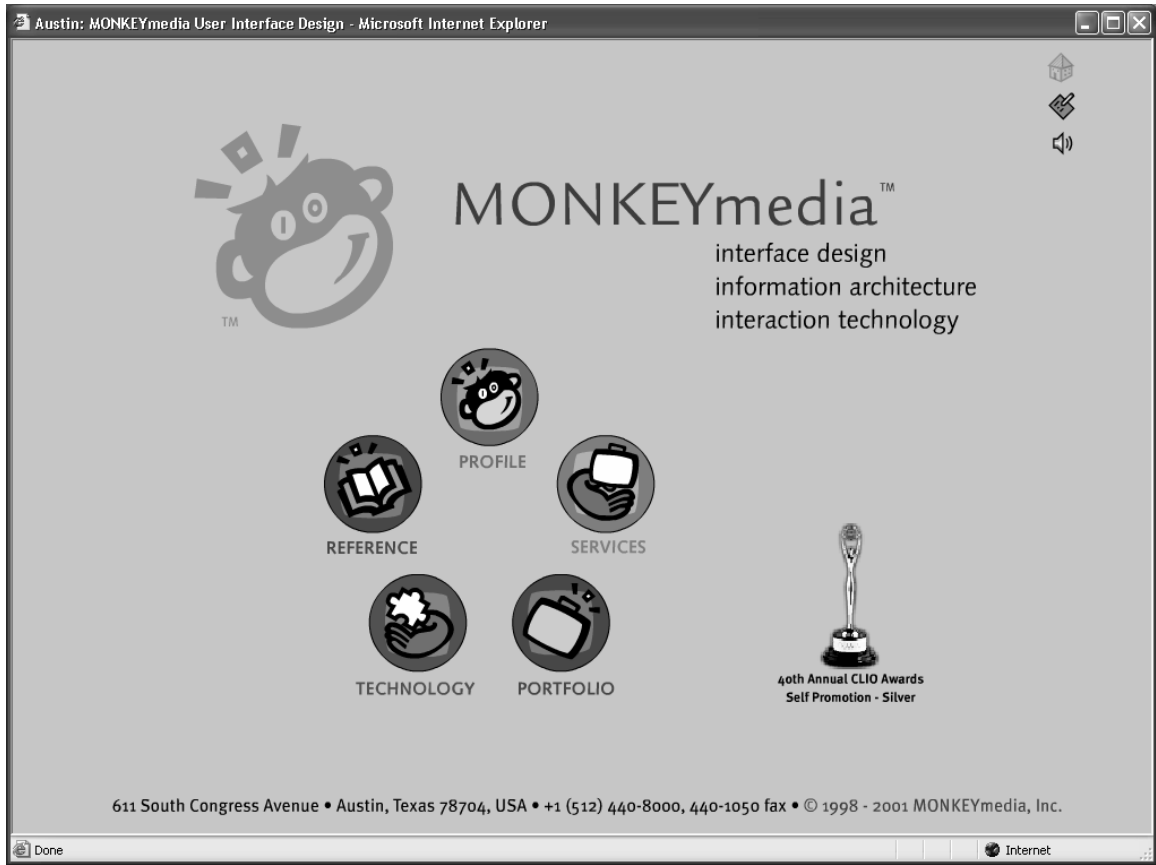 Austin: MONKEYmedia User Interface Design - Microsoft Internet Explorer
MONKEYmedia™
interface design
information architecture
interaction technology
TM
PROFILE
REFERENCE
SERVICES
TECHNOLOGY
PORTFOLIO
40th Annual CLIO Awards
Self Promotion - Silver
611 South Congress Avenue • Austin, Texas 78704, USA • +1 (512) 440-8000, 440-1050 fax • © 1998 - 2001 MONKEYmedia, Inc.
Done
Internet